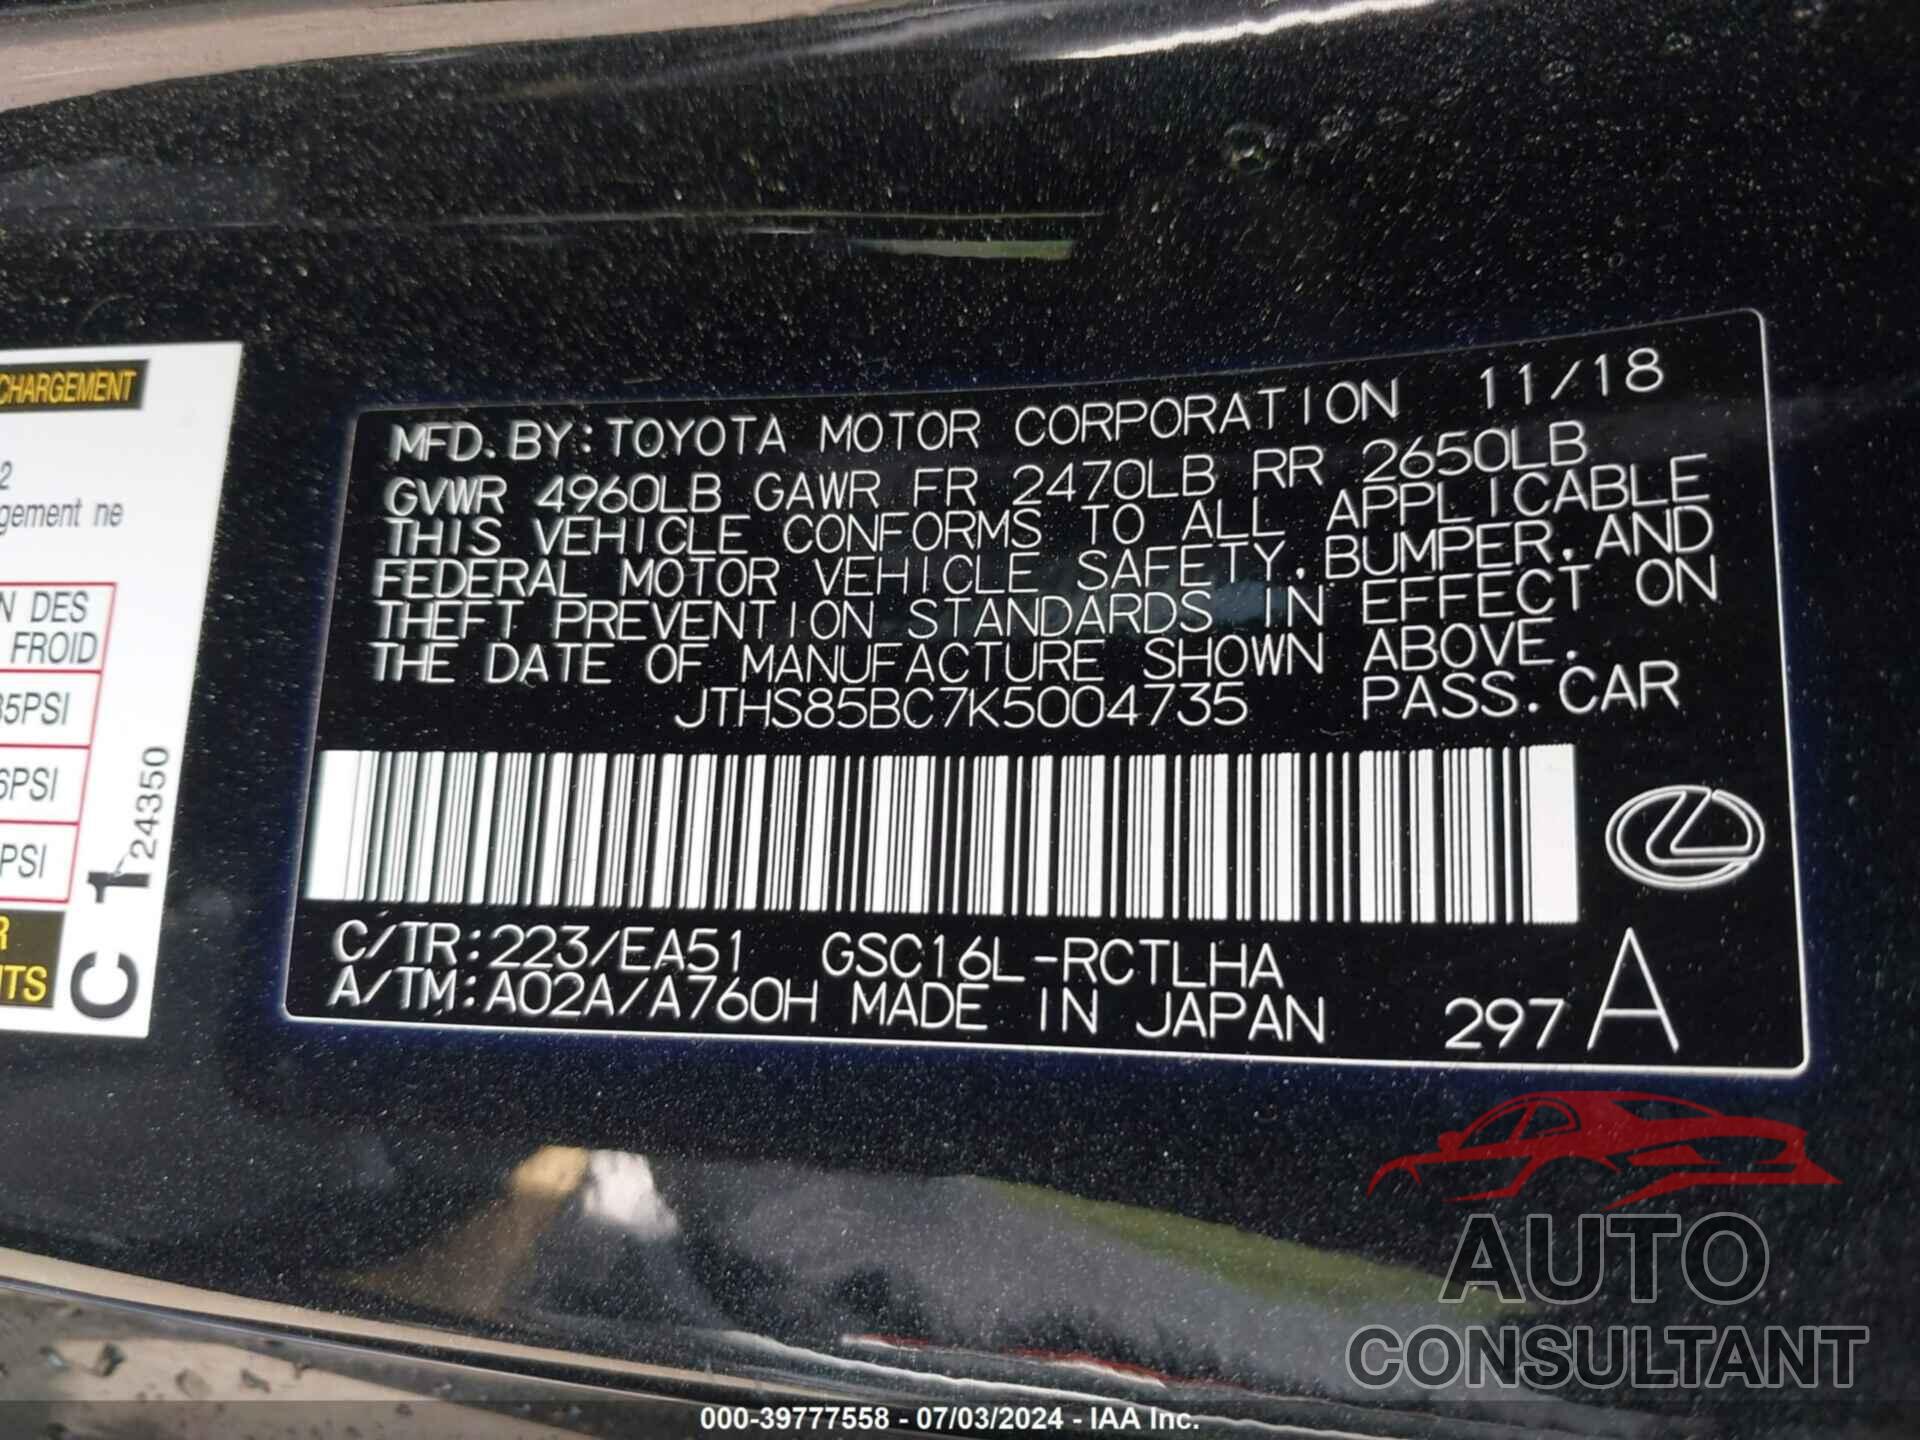 CHARGEMENT
2
gement ne
N DES
FROID
35PSI
6PSI
PSI
R
ITS
C 1
24350
MFD. BY: TOYOTA MOTOR CORPORATION 11/18
GVWR 4960LB GAWR FR 2470LB RR 2650LB
THIS VEHICLE CONFORMS TO ALL APPLICABLE
FEDERAL MOTOR VEHICLE SAFETY, BUMPER, AND
THEFT PREVENTION STANDARDS IN EFFECT ON
THE DATE OF MANUFACTURE SHOWN ABOVE.
JTHS85BC7K5004735 PASS. CAR
C/TR: 223/EA51 GSC16L-RCTLHA
A/TM: A02A/A760H MADE IN JAPAN 297 A
AUTO
CONSULTANT
000-39777558 - 07/03/2024 - IAA Inc.